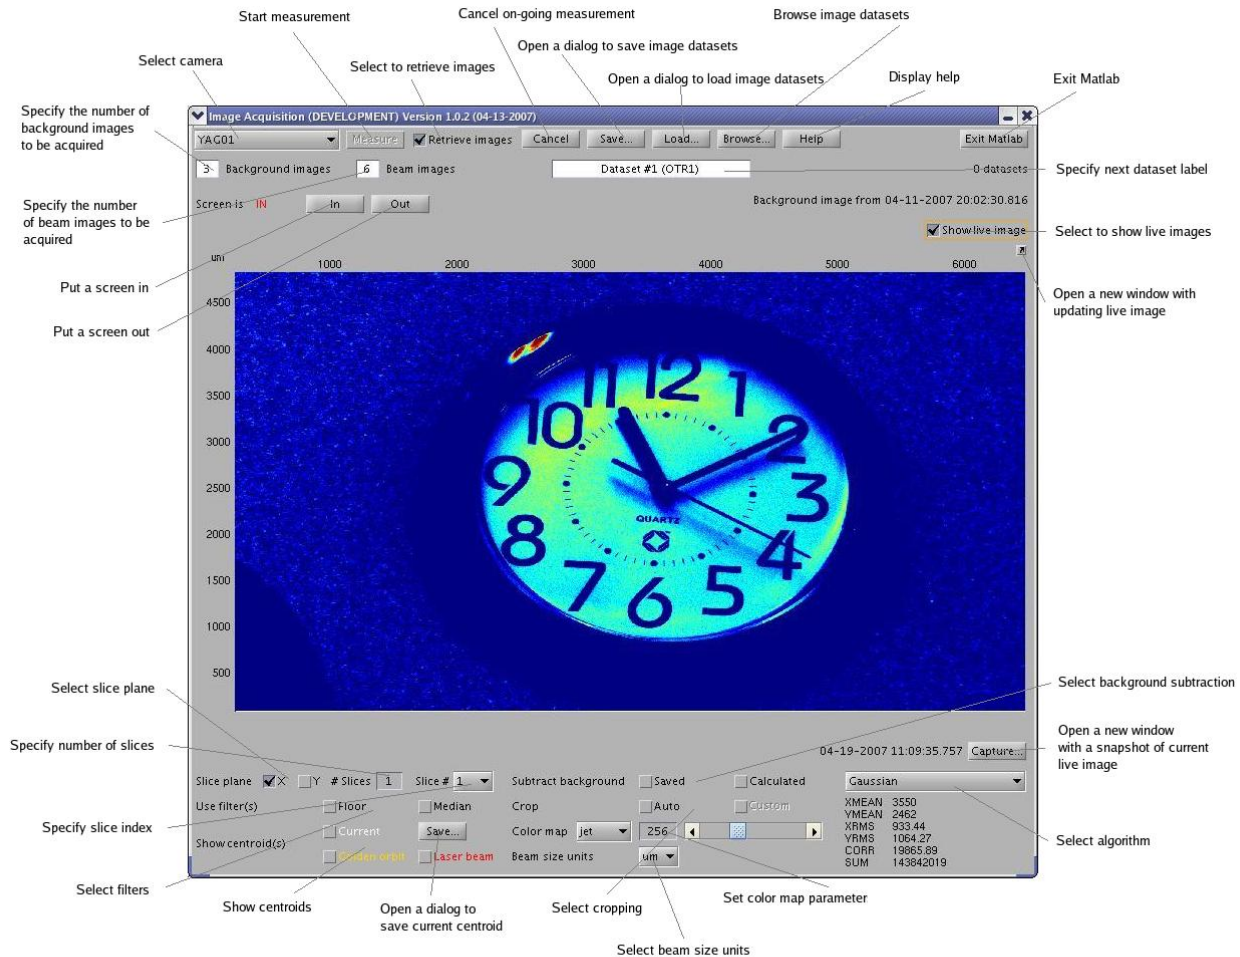 Start measurement
Cancel on-going measurement
Browse image datasets
Open a dialog to save image datasets
Select camera
Select to retrieve images
Open a dialog to load image datasets
Display help
Exit Matlab
Specify the number of
background images
to be acquired
Image Acquisition (DEVELOPMENT) Version 1.0.2 (04-13-2007)
YAG01 Measure Retrieve images Cancel Save... Load... Browse... Help Exit Matlab
3 Background images 6 Beam images Dataset #1 (OTR1) 0 datasets
Specify next dataset label
Specify the number
of beam images to be
acquired
Screen is IN In Out Background image from 04-11-2007 20:02:30.816
Show live image
Select to show live images
um 1000 2000 3000 4000 5000 6000
Put a screen in
Open a new window with
updating live image
Put a screen out
4500
4000
3500
3000
2500
2000
1500
1000
500
11 12 1
10 2
9 3
QUARTZ
8 4
7 6 5
Select slice plane
Select background subtraction
Specify number of slices
Open a new window
with a snapshot of current
live image
04-19-2007 11:09:35.757 Capture...
Slice plane X Y # Slices 1 Slice # 1 Subtract background Saved Calculated Gaussian
Use filter(s) Floor Median Crop Auto Custom
XMEAN 3550
YMEAN 2462
XRMS 933.44
YRMS 1064.27
CORR 19865.89
SUM 143842019
Specify slice index
Show centroid(s) Current Save... Color map jet 256
Golden orbit Laser beam Beam size units um
Select algorithm
Select filters
Show centroids
Open a dialog to
save current centroid
Select cropping
Set color map parameter
Select beam size units